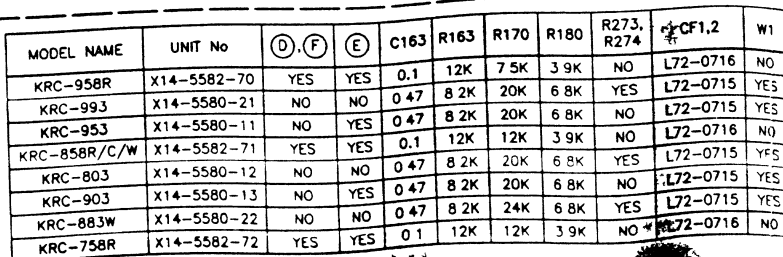 MODEL NAME UNIT No D,F E C163 R163 R170 R180 R273, R274 CF1,2 W1
KRC-958R X14-5582-70 YES YES 0.1 12K 7 5K 3 9K NO L72-0716 NO
KRC-993 X14-5580-21 NO NO 0 47 8 2K 20K 6 8K YES L72-0715 YES
KRC-953 X14-5580-11 NO YES 0 47 8 2K 20K 6 8K NO L72-0715 YES
KRC-858R/C/W X14-5582-71 YES YES 0.1 12K 12K 3 9K NO L72-0716 NO
KRC-803 X14-5580-12 NO NO 0 47 8 2K 20K 6 8K YES L72-0715 YES
KRC-903 X14-5580-13 NO YES 0 47 8 2K 20K 6 8K NO L72-0715 YES
KRC-883W X14-5580-22 NO NO 0 47 8 2K 24K 6 8K YES L72-0715 YES
KRC-758R X14-5582-72 YES YES 0 1 12K 12K 3 9K NO L72-0716 NO